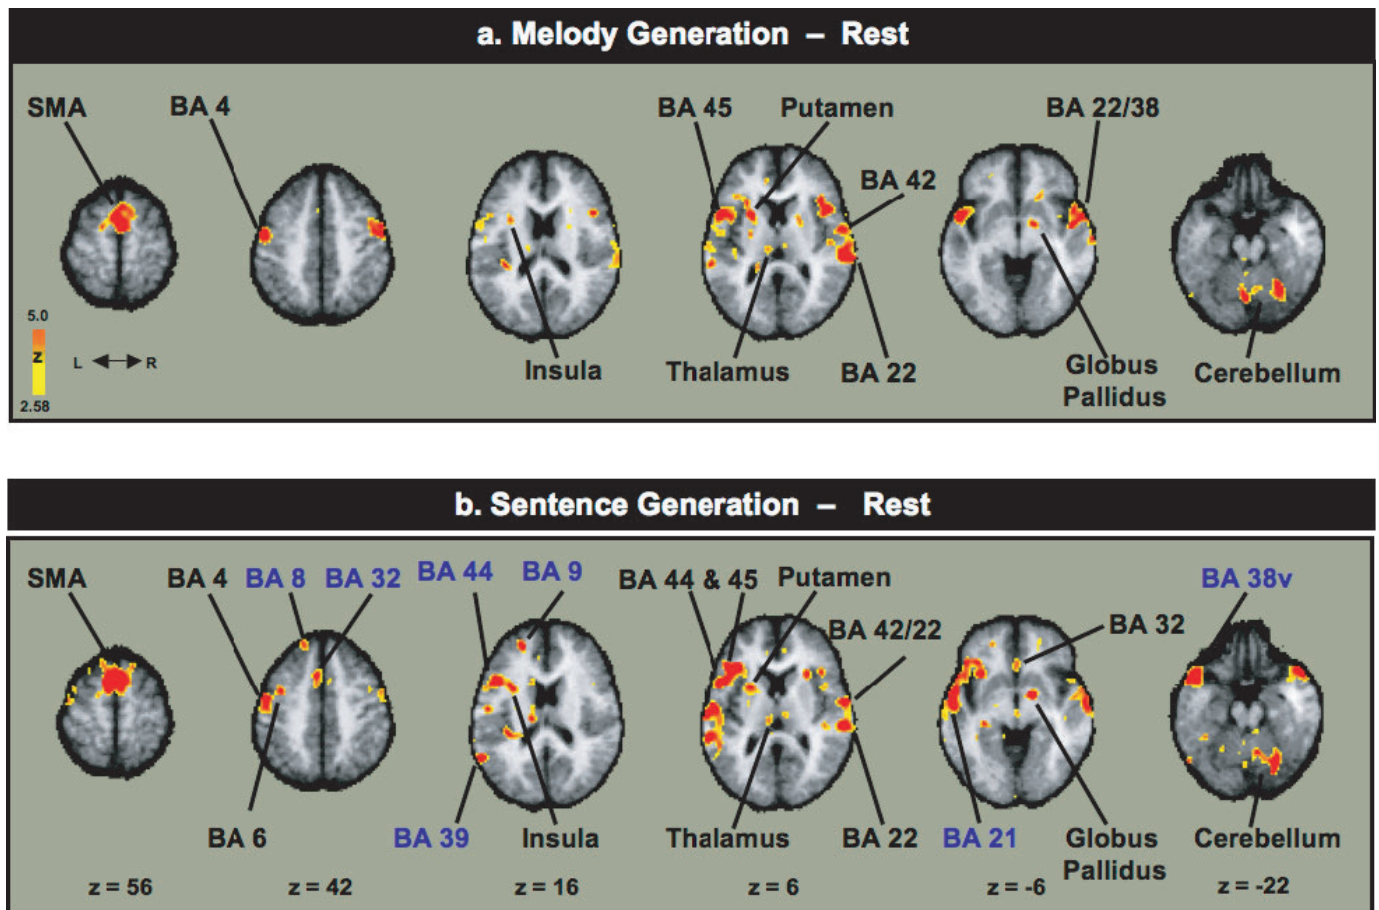 a. Melody Generation – Rest
SMA
BA 4
BA 45
Putamen
BA 22/38
BA 42
5.0
z
2.58
L
R
Insula
Thalamus
BA 22
Globus
Pallidus
Cerebellum
b. Sentence Generation – Rest
SMA
BA 4
BA 8
BA 32
BA 44
BA 9
BA 44 & 45
Putamen
BA 42/22
BA 32
BA 38v
BA 6
BA 39
Insula
Thalamus
BA 22
BA 21
Globus
Pallidus
Cerebellum
z = 56
z = 42
z = 16
z = 6
z = -6
z = -22